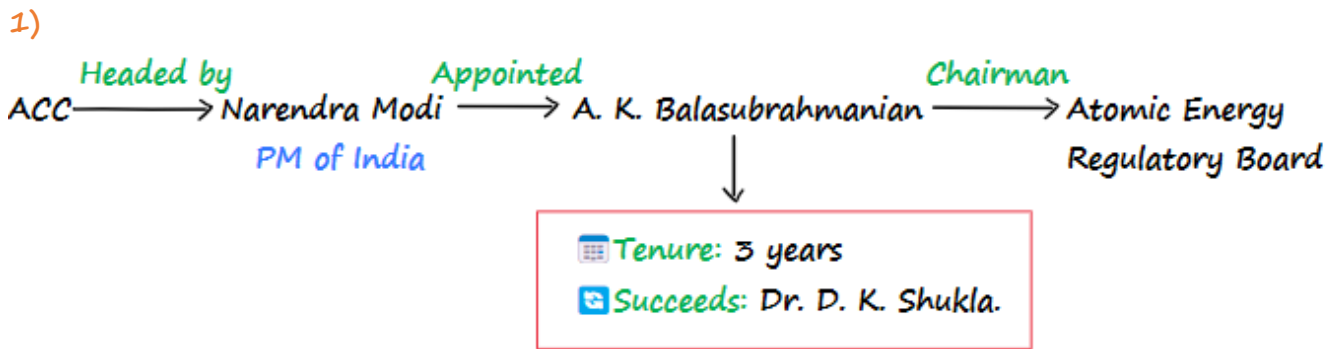 1)
Headed by Appointed Chairman
ACC Narendra Modi A. K. Balasubrahmanian Atomic Energy
PM of India Regulatory Board
Tenure: 3 years
Succeeds: Dr. D. K. Shukla.